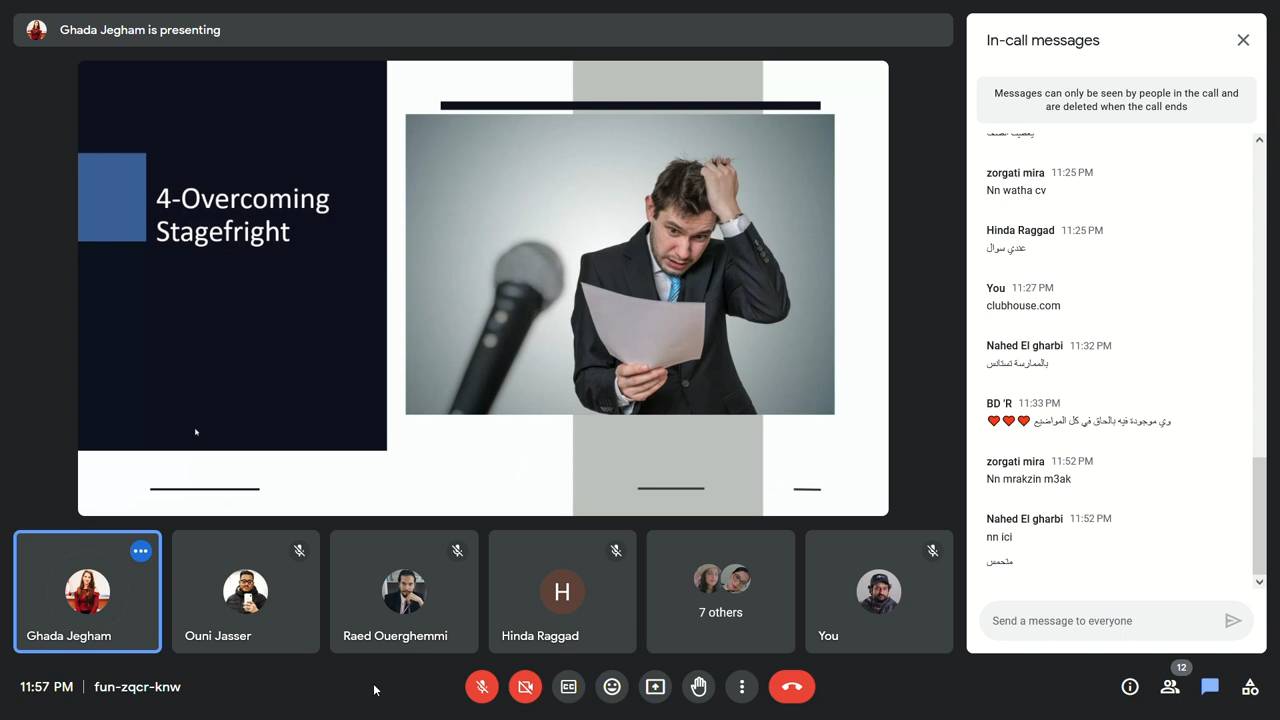 Ghada Jegham is presenting
4-Overcoming
Stagefright
In-call messages
Messages can only be seen by people in the call and
are deleted when the call ends
zorgati mira 11:25 PM
Nn watha cv
Hinda Raggad 11:25 PM
عندي سوال
You 11:27 PM
clubhouse.com
Nahed El gharbi 11:32 PM
بالممارسة تستانس
BD 'R 11:33 PM
وي موجودة فيه بالحاق في كل المواضيع ❤️❤️❤️
zorgati mira 11:52 PM
Nn mrakzin m3ak
Nahed El gharbi 11:52 PM
nn ici
متحمس
Send a message to everyone
Ghada Jegham
Ouni Jasser
Raed Ouerghemmi
H
Hinda Raggad
7 others
You
11:57 PM | fun-zqcr-knw
12